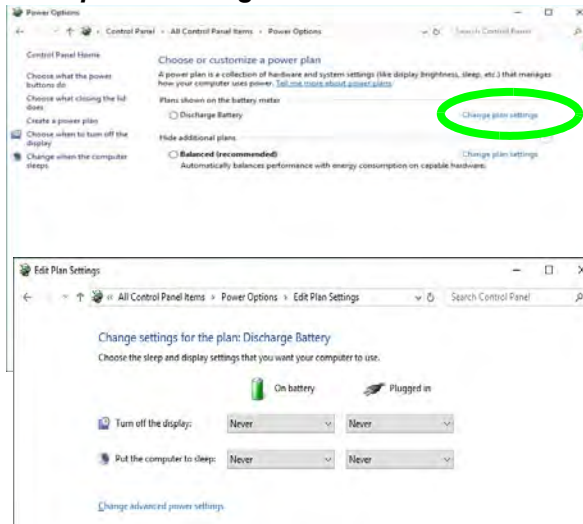 Power Options
Control Panel › All Control Panel Items › Power Options
Search Control Panel
Control Panel Home
Choose what the power buttons do
Choose what closing the lid does
Create a power plan
Choose when to turn off the display
Change when the computer sleeps
Choose or customize a power plan
A power plan is a collection of hardware and system settings (like display brightness, sleep, etc.) that manages
how your computer uses power. Tell me more about power plans
Plans shown on the battery meter
Discharge Battery
Change plan settings
Hide additional plans
Balanced (recommended)
Change plan settings
Automatically balances performance with energy consumption on capable hardware.
Edit Plan Settings
« All Control Panel Items › Power Options › Edit Plan Settings
Search Control Panel
Change settings for the plan: Discharge Battery
Choose the sleep and display settings that you want your computer to use.
On battery
Plugged in
Turn off the display:
Never
Never
Put the computer to sleep:
Never
Never
Change advanced power settings